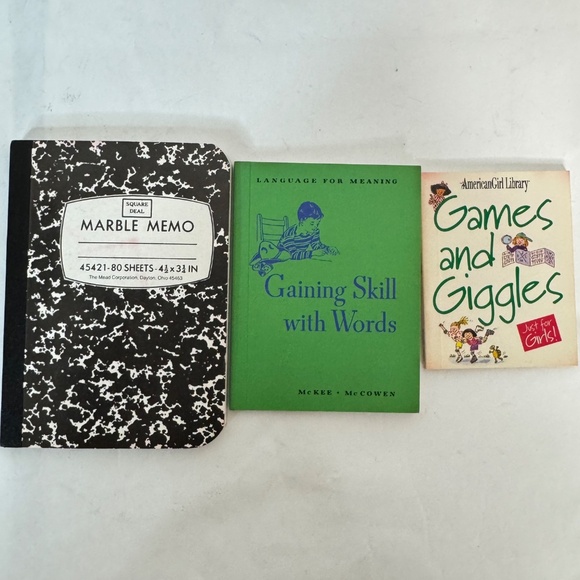 SQUARE
DEAL
MARBLE MEMO
45421-80 SHEETS-4½ x 3¼ IN
The Mead Corporation, Dayton, Ohio 45463
LANGUAGE FOR MEANING
Gaining Skill
with Words
MCKEE • MCCOWEN
AmericanGirl Library
Games
and
Giggles
Just for
Girls!